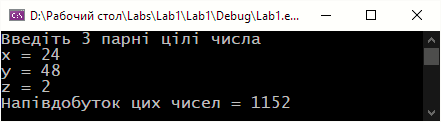 D:\Рабочий стол\Labs\Lab1\Lab1\Debug\Lab1.e...
Введіть 3 парні цілі числа
x = 24
y = 48
z = 2
Напівдобуток цих чисел = 1152